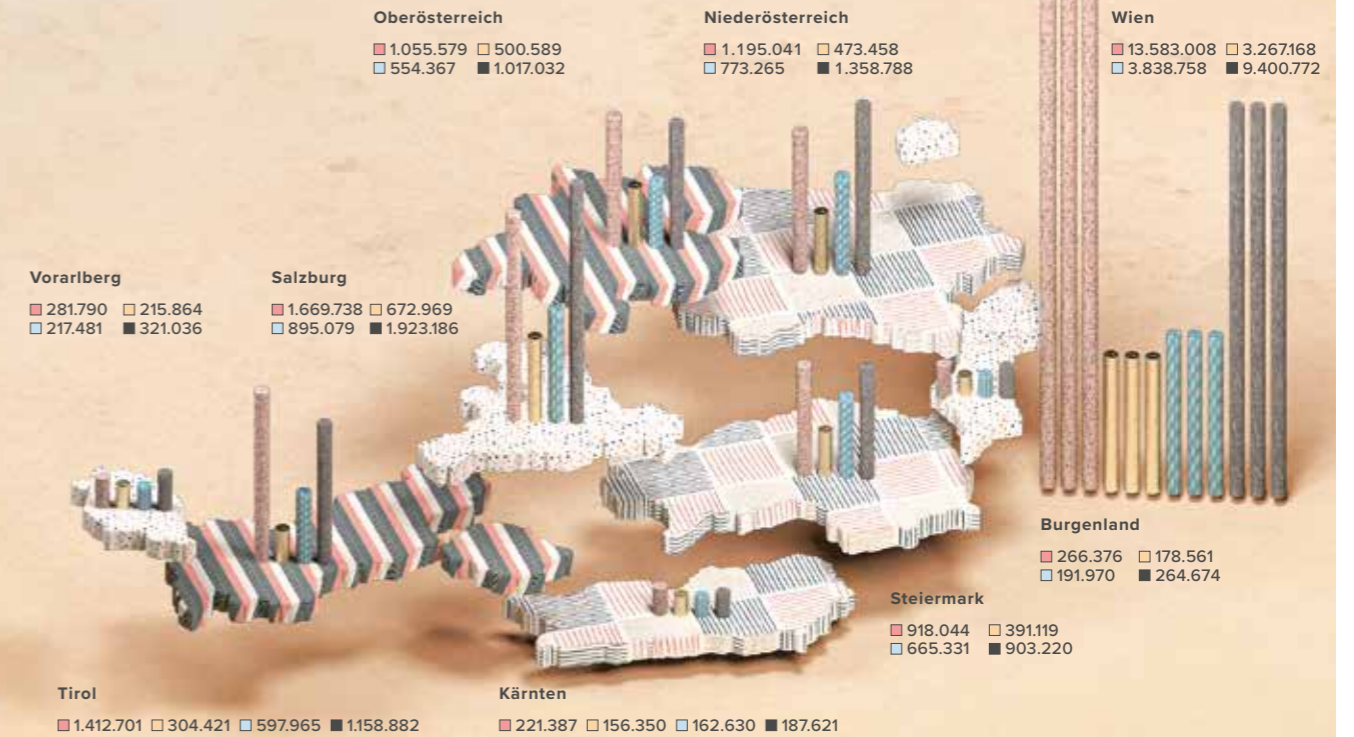 Oberösterreich
1.055.579 500.589
554.367 1.017.032
Niederösterreich
1.195.041 473.458
773.265 1.358.788
Wien
13.583.008 3.267.168
3.838.758 9.400.772
Vorarlberg
281.790 215.864
217.481 321.036
Salzburg
1.669.738 672.969
895.079 1.923.186
Burgenland
266.376 178.561
191.970 264.674
Steiermark
918.044 391.119
665.331 903.220
Tirol
1.412.701 304.421 597.965 1.158.882
Kärnten
221.387 156.350 162.630 187.621